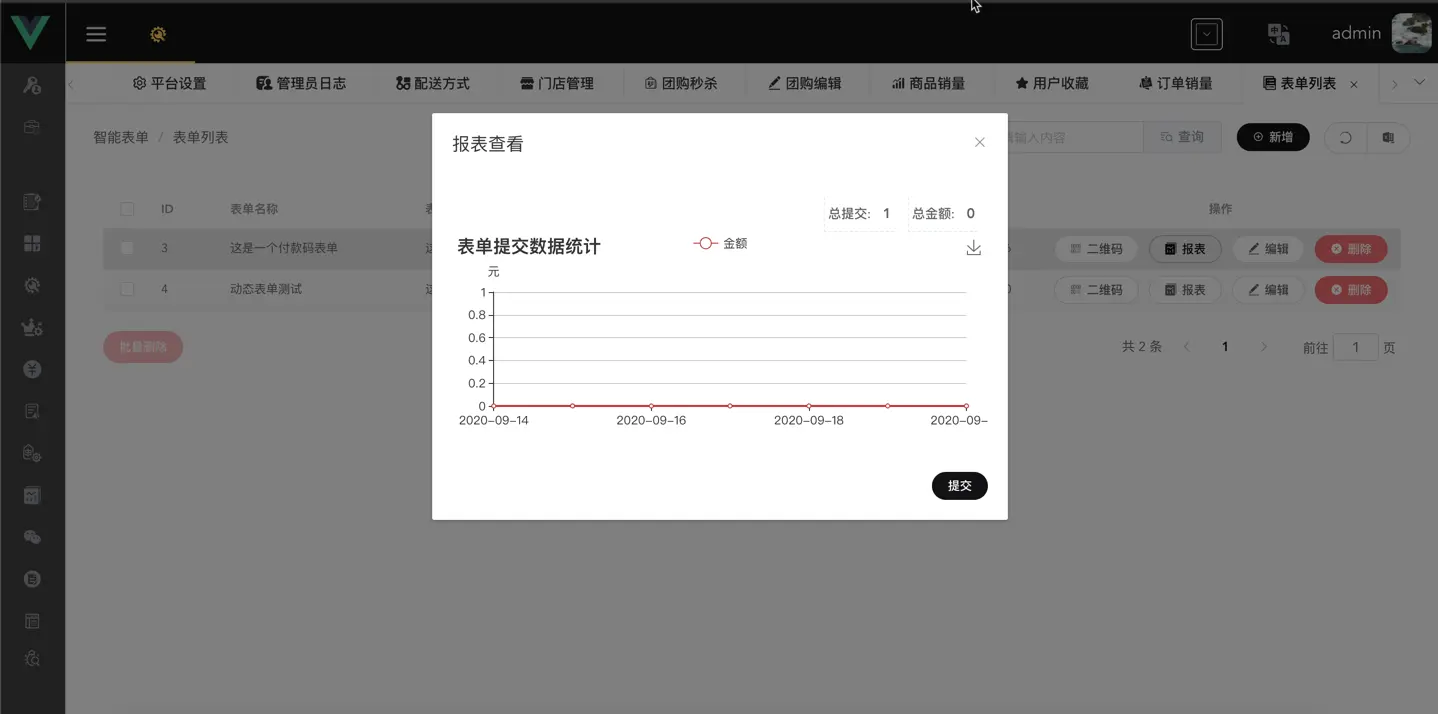 admin
平台设置 管理员日志 配送方式 门店管理 团购秒杀 团购编辑 商品销量 用户收藏 订单销量 表单列表
智能表单 / 表单列表
输入内容 查询 新增
报表查看
ID 表单名称 操作
总提交: 1 总金额: 0
3 这是一个付款码表单 二维码 报表 编辑 删除
表单提交数据统计 金额
元
4 动态表单测试 二维码 报表 编辑 删除
1
0.8
0.6
0.4
0.2
0
2020-09-14 2020-09-16 2020-09-18 2020-09-
批量删除 共 2 条 1 前往 1 页
提交